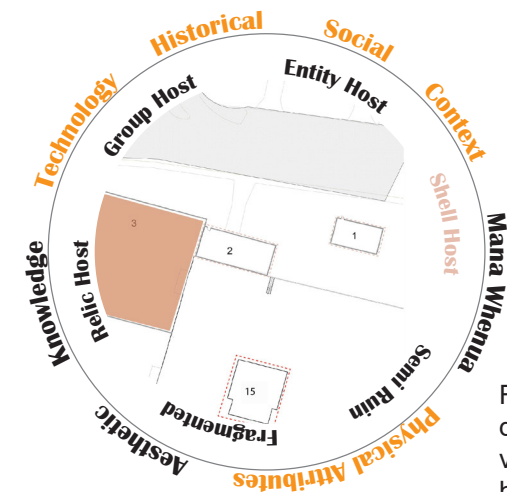 Historical
Social
Context
Mana Whenua
Physical Attributes
Aesthetic
Knowledge
Technology
Group Host
Entity Host
Shell Host
Semi Ruin
Fragmented
Relic Host
3
2
1
15